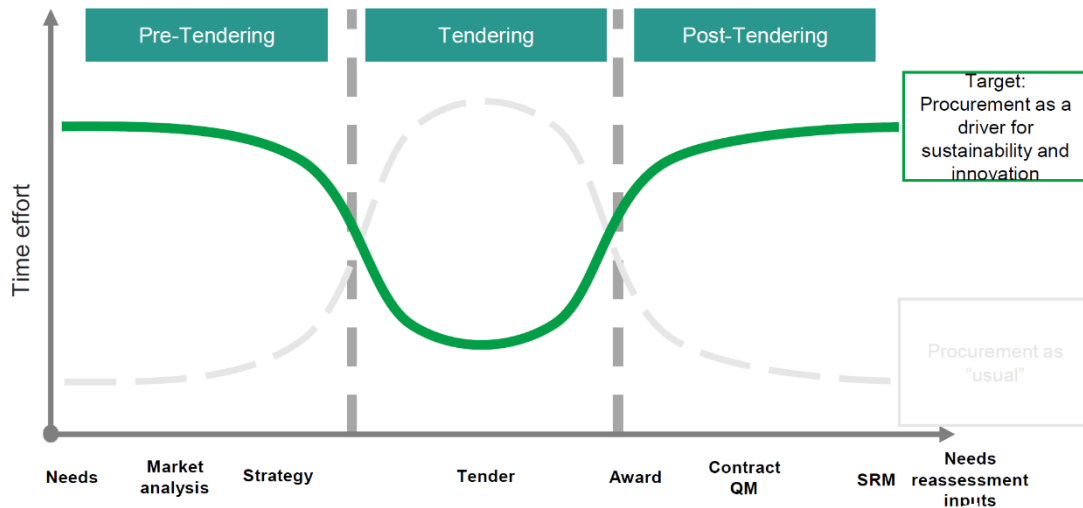 Pre-Tendering
Tendering
Post-Tendering
Target:
Procurement as a
driver for
sustainability and
innovation
Time effort
Procurement as
“usual”
Needs
Market
analysis
Strategy
Tender
Award
Contract
QM
SRM
Needs
reassessment
inputs